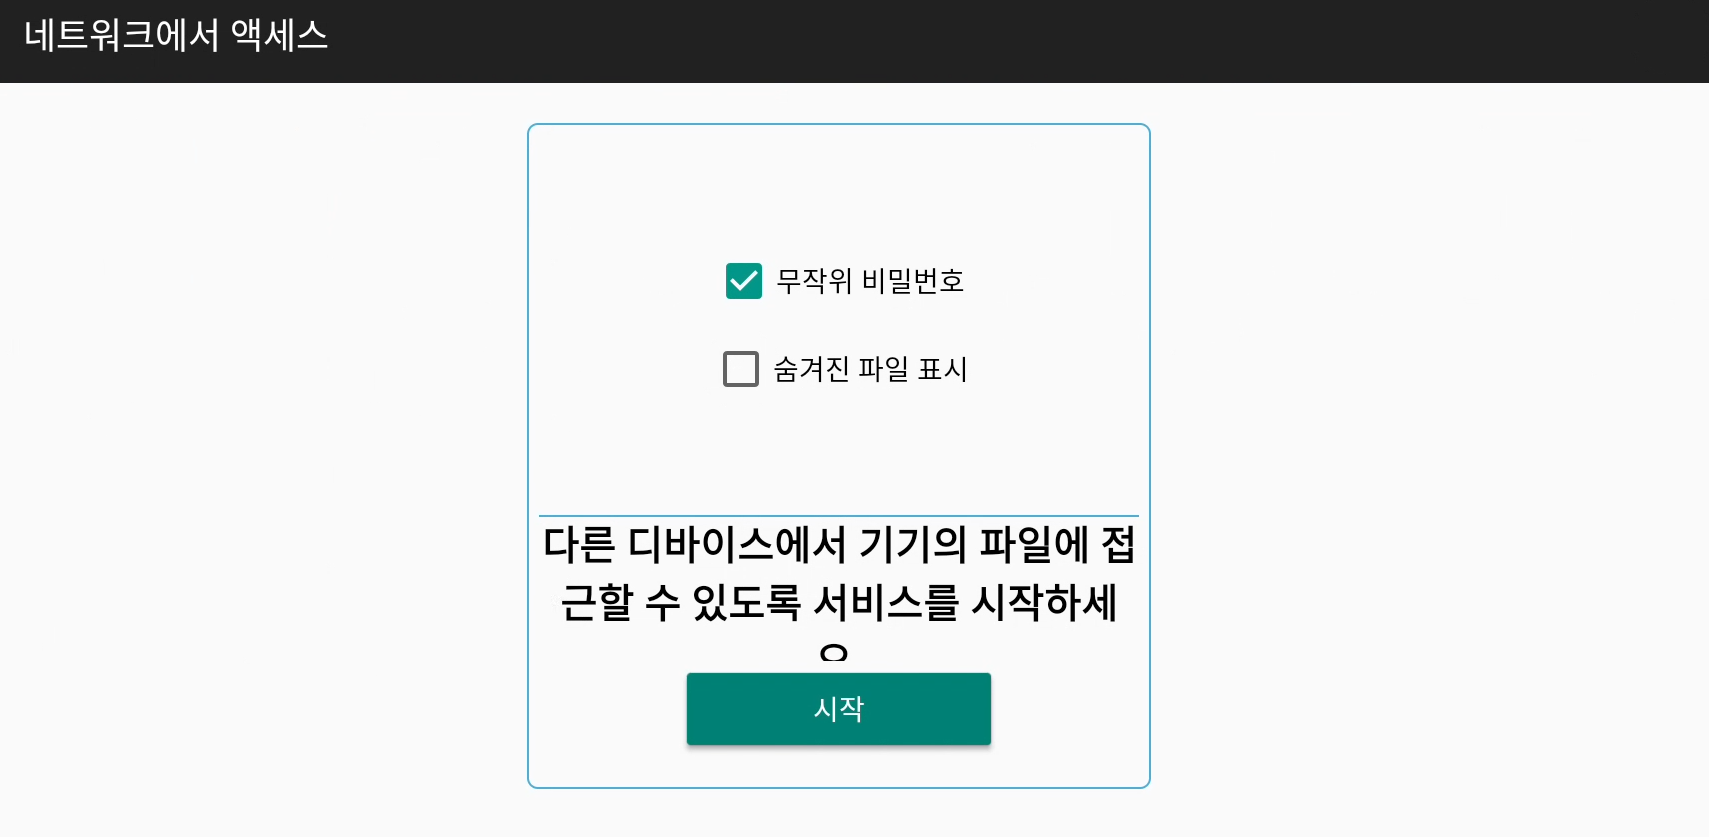 네트워크에서 액세스
무작위 비밀번호
숨겨진 파일 표시
다른 디바이스에서 기기의 파일에 접
근할 수 있도록 서비스를 시작하세
요
시작